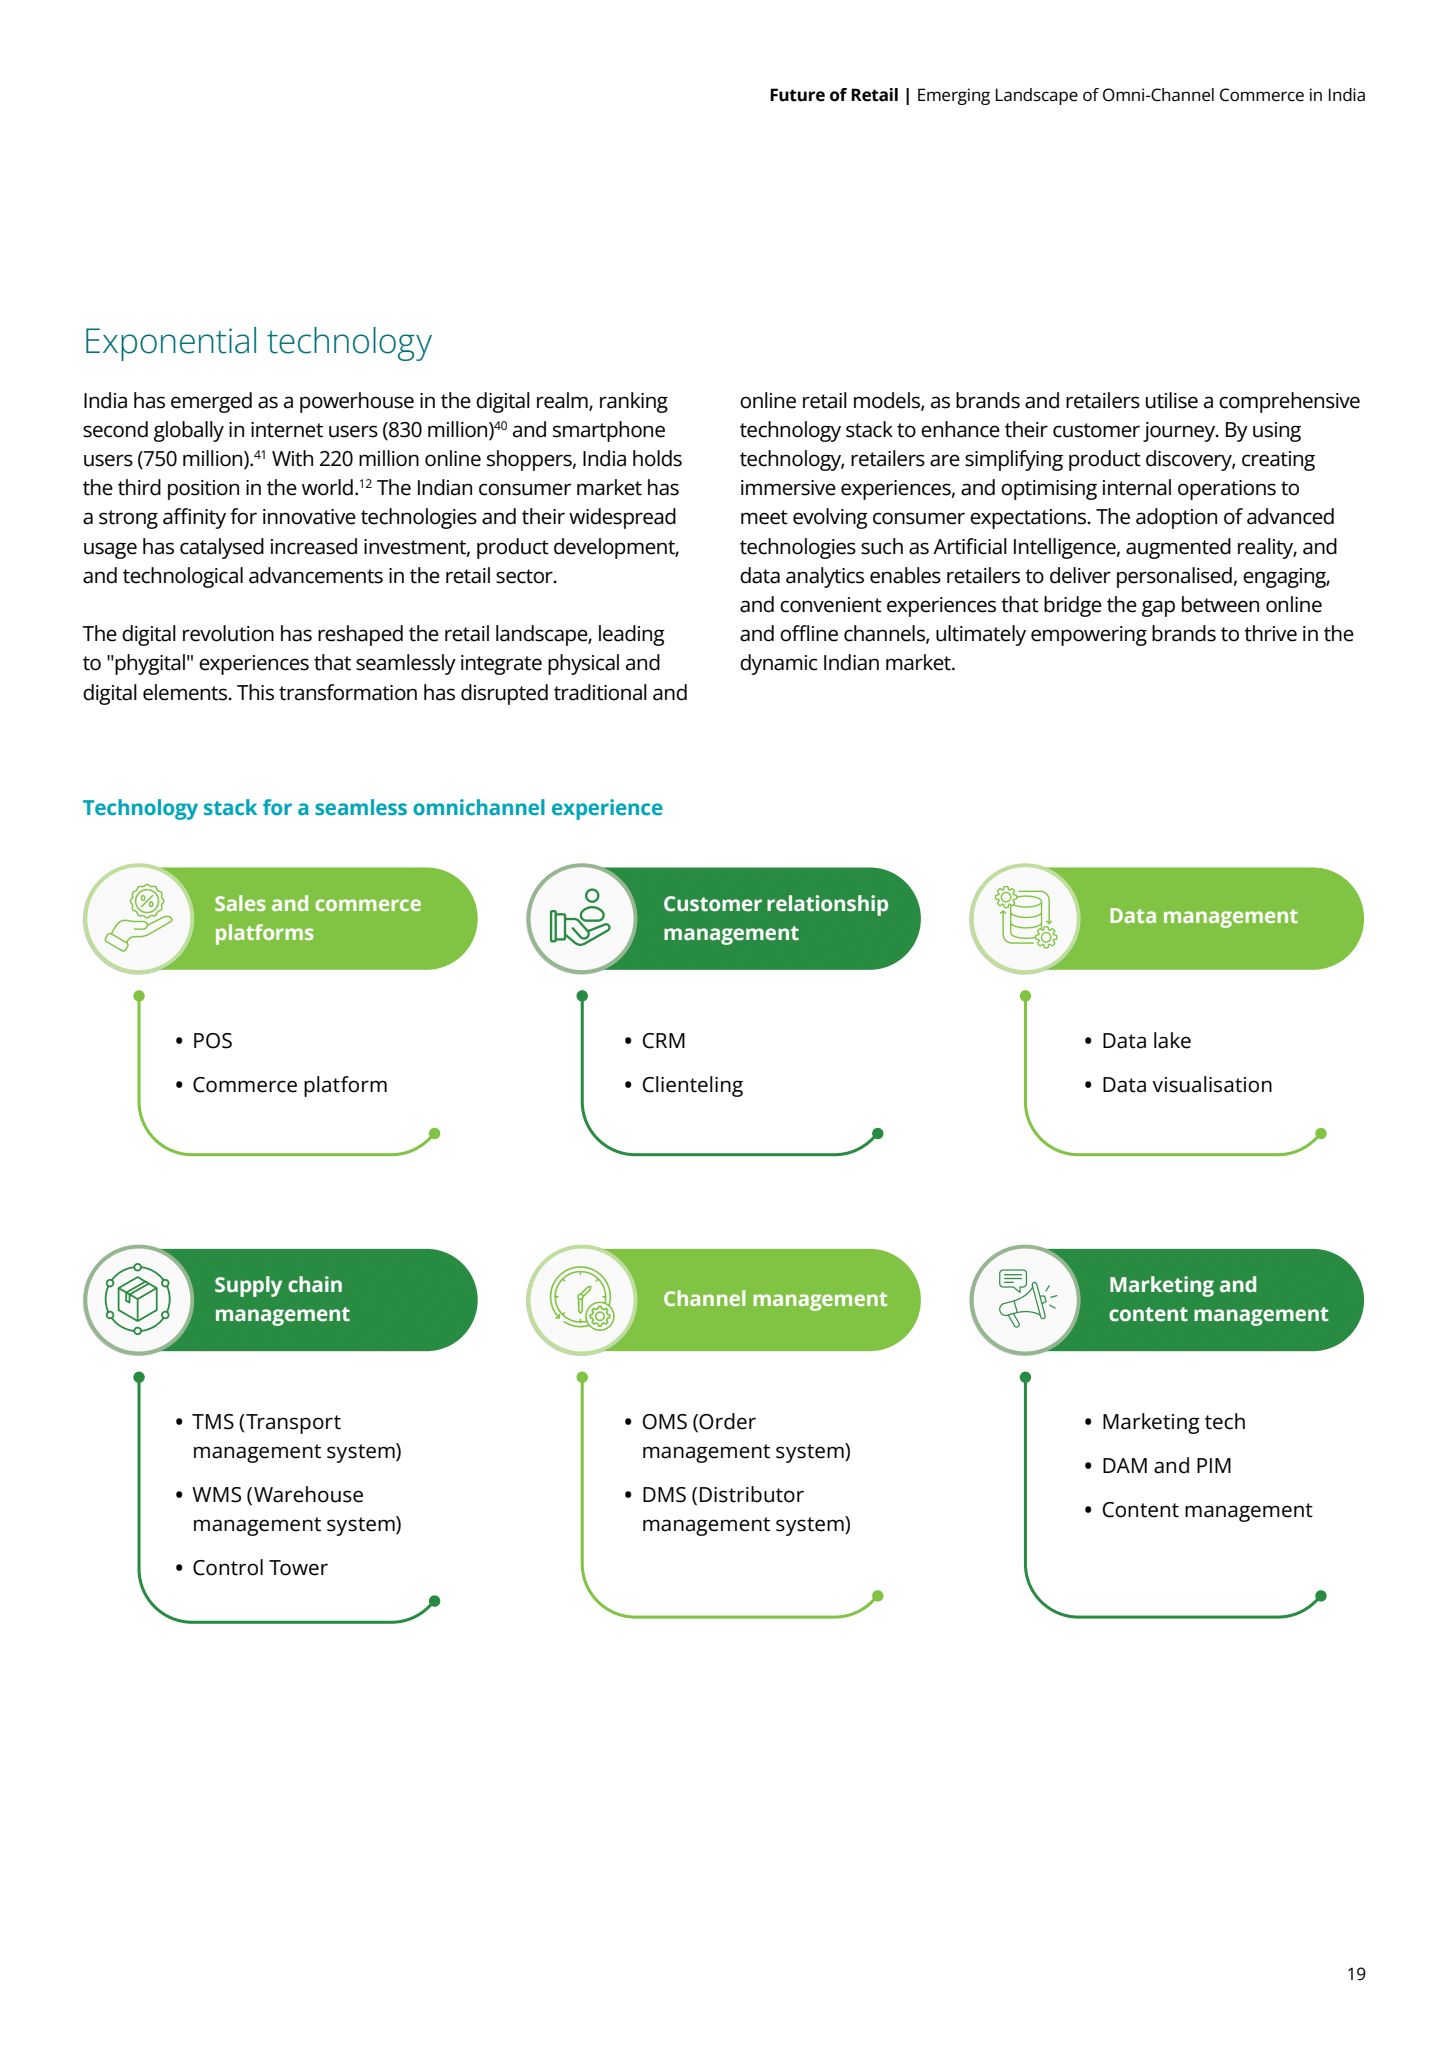 Future of Retail | Emerging Landscape of Omni-Channel Commerce in India
Exponential technology
India has emerged as a powerhouse in the digital realm, ranking
second globally in internet users (830 million)40 and smartphone
users (750 million).41 With 220 million online shoppers, India holds
the third position in the world.12 The Indian consumer market has
a strong affinity for innovative technologies and their widespread
usage has catalysed increased investment, product development,
and technological advancements in the retail sector.
The digital revolution has reshaped the retail landscape, leading
to "phygital" experiences that seamlessly integrate physical and
digital elements. This transformation has disrupted traditional and
online retail models, as brands and retailers utilise a comprehensive
technology stack to enhance their customer journey. By using
technology, retailers are simplifying product discovery, creating
immersive experiences, and optimising internal operations to
meet evolving consumer expectations. The adoption of advanced
technologies such as Artificial Intelligence, augmented reality, and
data analytics enables retailers to deliver personalised, engaging,
and convenient experiences that bridge the gap between online
and offline channels, ultimately empowering brands to thrive in the
dynamic Indian market.
Technology stack for a seamless omnichannel experience
Sales and commerce
platforms
• POS
• Commerce platform
Customer relationship
management
• CRM
• Clienteling
Data management
• Data lake
• Data visualisation
Supply chain
management
• TMS (Transport
management system)
• WMS (Warehouse
management system)
• Control Tower
Channel management
• OMS (Order
management system)
• DMS (Distributor
management system)
Marketing and
content management
• Marketing tech
• DAM and PIM
• Content management
19